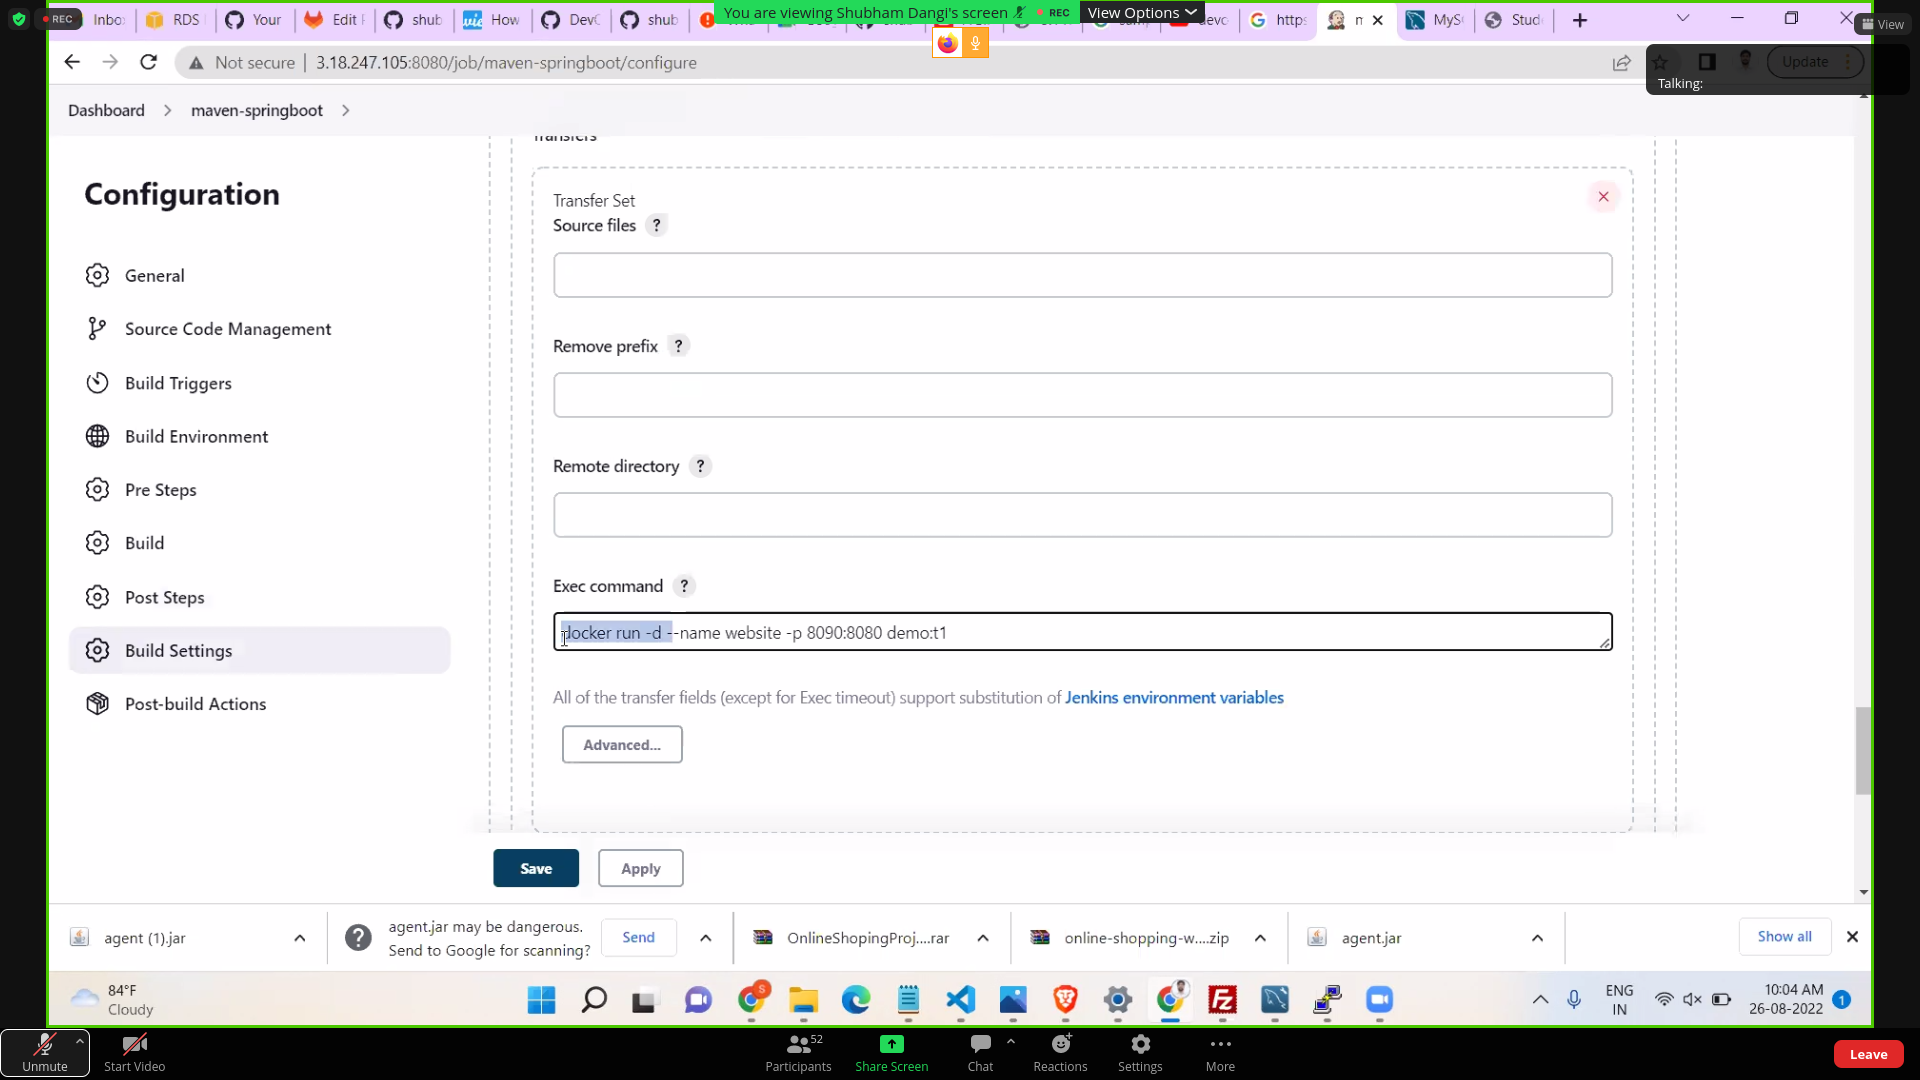 REC
Inbo
RDS
Your
Edit F
shub
How
DevC
shub
You are viewing Shubham Dangi's screen
REC
View Options
evo
https
m
MyS
Stud
View
Not secure
3.18.247.105:8080/job/maven-springboot/configure
Update
Talking:
Dashboard
maven-springboot
Transfers
Configuration
General
Source Code Management
Build Triggers
Build Environment
Pre Steps
Build
Post Steps
Build Settings
Post-build Actions
Transfer Set
Source files ?
Remove prefix ?
Remote directory ?
Exec command ?
docker run -d --name website -p 8090:8080 demo:t1
All of the transfer fields (except for Exec timeout) support substitution of Jenkins environment variables
Advanced...
Save
Apply
agent (1).jar
agent.jar may be dangerous.
Send to Google for scanning?
Send
OnlineShopingProj....rar
online-shopping-w....zip
agent.jar
Show all
84°F
Cloudy
ENG
IN
10:04 AM
26-08-2022
1
Unmute
Start Video
52
Participants
Share Screen
Chat
Reactions
Settings
More
Leave